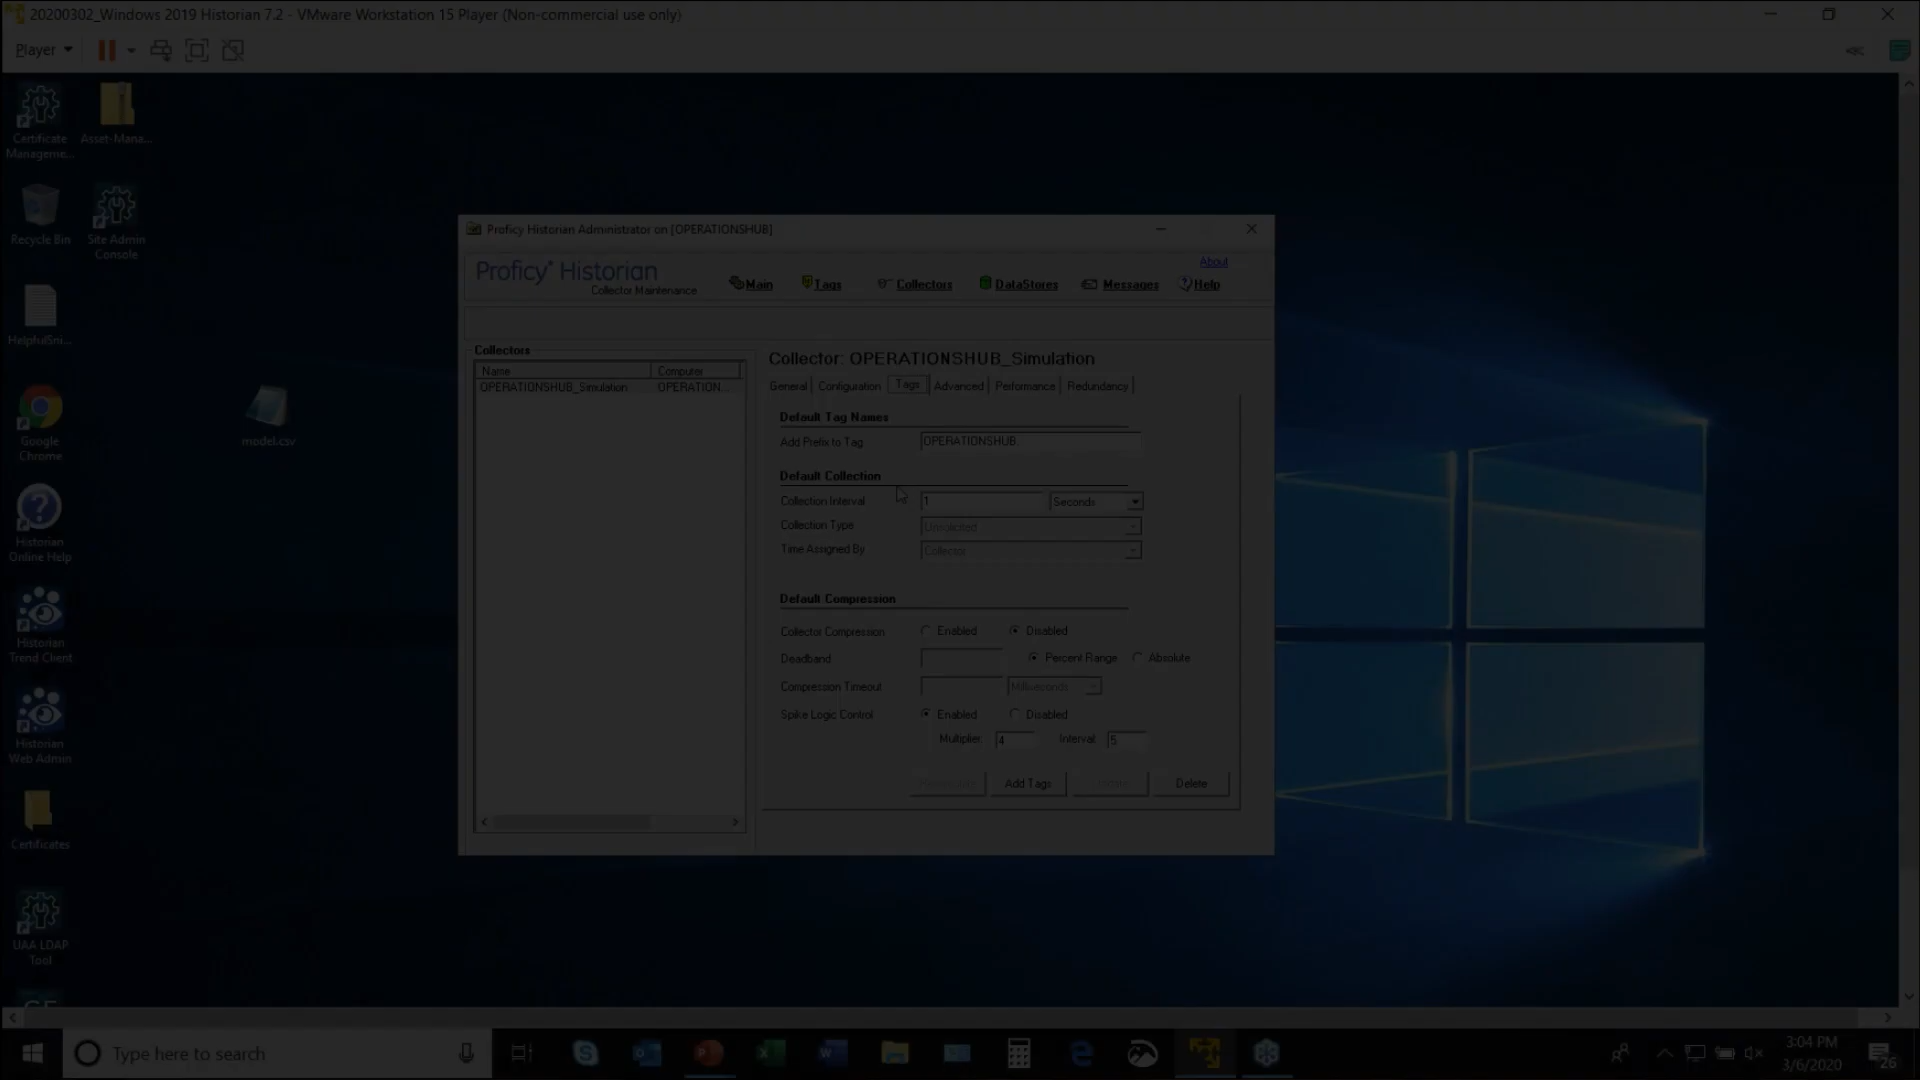 20200302_Windows 2019 Historian 7.2 - VMware Workstation 15 Player (Non-commercial use only)
Player
Certificate
Manageme...
Asset-Mana...
Recycle Bin
Site Admin
Console
HelpfulSni...
Google
Chrome
model.csv
Historian
Online Help
Historian
Trend Client
Historian
Web Admin
Certificates
UAA LDAP
Tool
Proficy Historian Administrator on [OPERATIONSHUB]
Proficy Historian
Collector Maintenance
Main
Tags
Collectors
DataStores
Messages
Help
About
Collectors
Name
Computer
OPERATIONSHUB_Simulation
OPERATION...
Collector: OPERATIONSHUB_Simulation
General
Configuration
Tags
Advanced
Performance
Redundancy
Default Tag Names
Add Prefix to Tag
OPERATIONSHUB
Default Collection
Collection Interval
1
Seconds
Collection Type
Unsolicited
Time Assigned By
Collector
Default Compression
Collector Compression
Enabled
Disabled
Deadband
Percent Range
Absolute
Compression Timeout
Milliseconds
Spike Logic Control
Enabled
Disabled
Multiplier:
4
Interval:
5
Add Tags
Delete
Type here to search
3:04 PM
3/6/2020
26